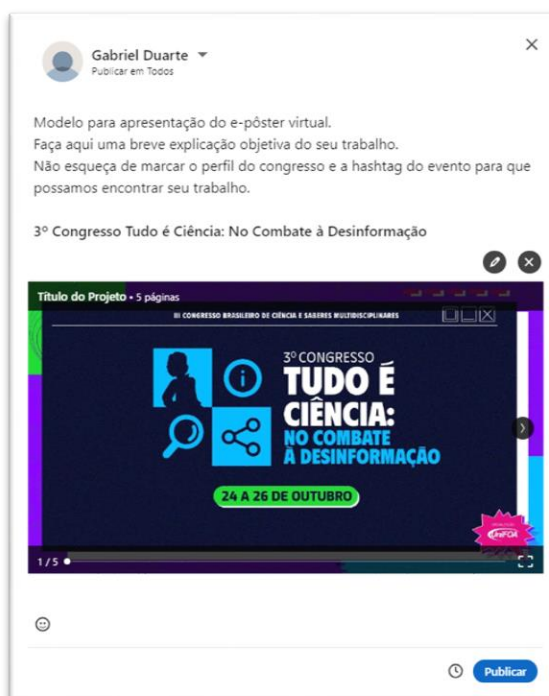 Gabriel Duarte
Publicar em Todos
Modelo para apresentação do e-pôster virtual.
Faça aqui uma breve explicação objetiva do seu trabalho.
Não esqueça de marcar o perfil do congresso e a hashtag do evento para que
possamos encontrar seu trabalho.
3º Congresso Tudo é Ciência: No Combate à Desinformação
Título do Projeto • 5 páginas
III CONGRESSO BRASILEIRO DE CIÊNCIA E SABERES MULTIDISCIPLINARES
3º CONGRESSO
TUDO É
CIÊNCIA:
NO COMBATE
À DESINFORMAÇÃO
24 A 26 DE OUTUBRO
UniFOA
1 / 5
Publicar